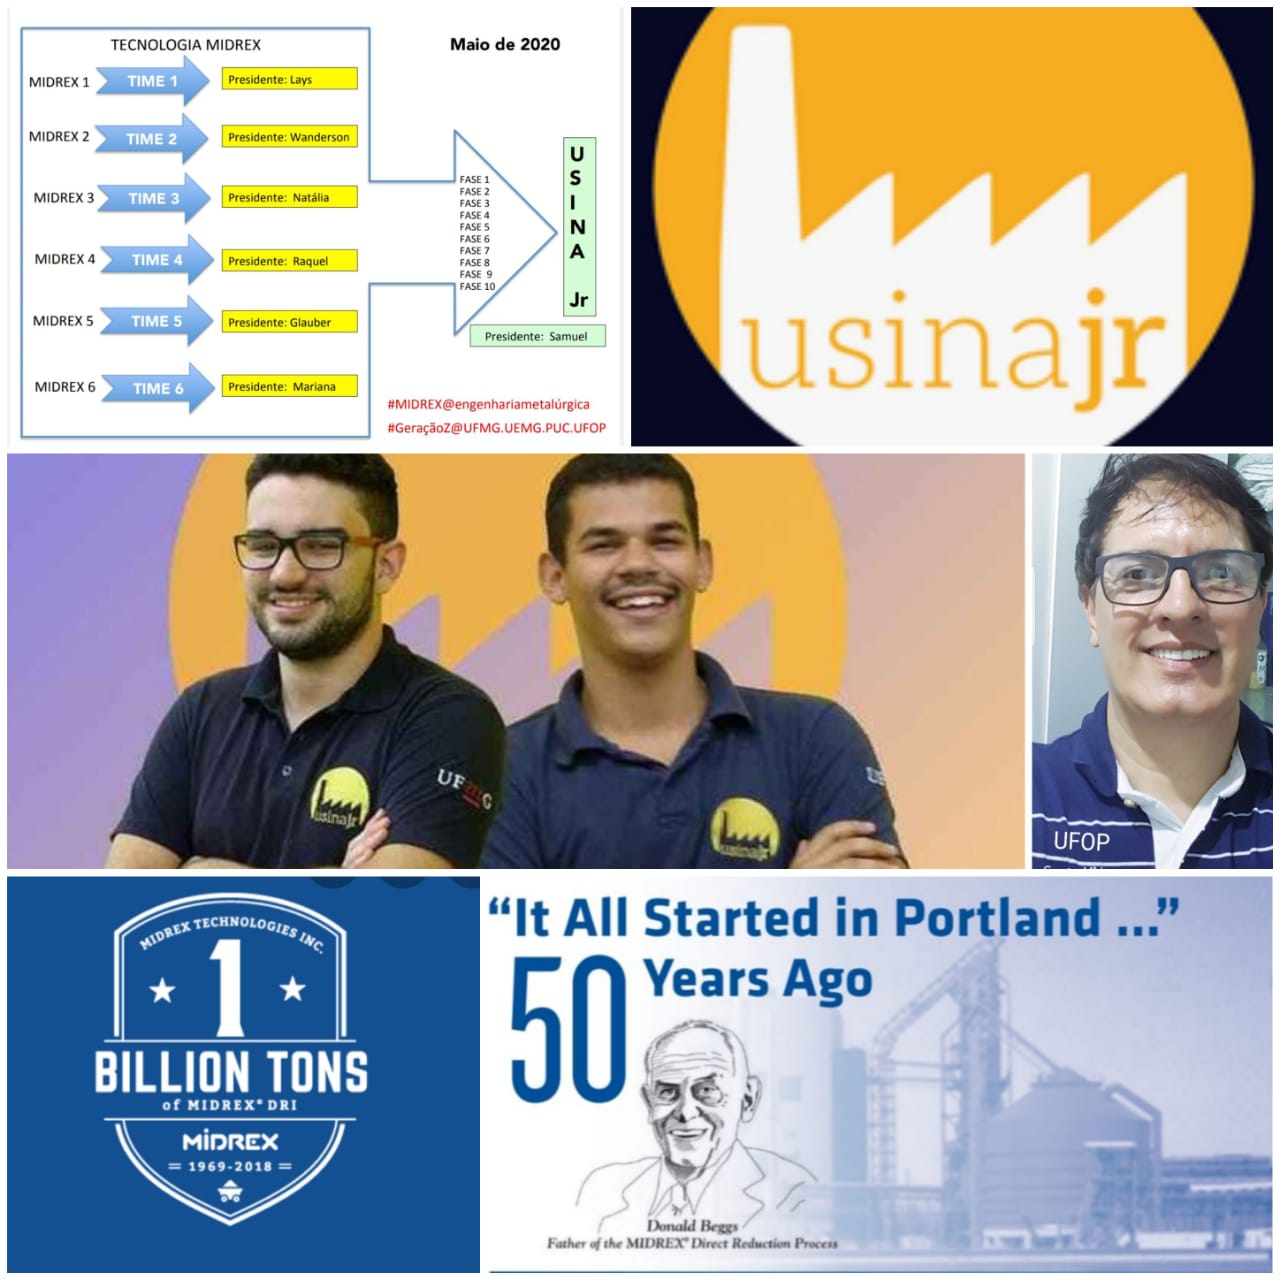 TECNOLOGIA MIDREX
Maio de 2020
MIDREX 1
TIME 1
Presidente: Lays
MIDREX 2
TIME 2
Presidente: Wanderson
MIDREX 3
TIME 3
Presidente: Natália
MIDREX 4
TIME 4
Presidente: Raquel
MIDREX 5
TIME 5
Presidente: Glauber
MIDREX 6
TIME 6
Presidente: Mariana
FASE 1
FASE 2
FASE 3
FASE 4
FASE 5
FASE 6
FASE 7
FASE 8
FASE 9
FASE 10
USINA Jr
Presidente: Samuel
#MIDREX@engenhariametalúrgica
#GeraçãoZ@UFMG.UEMG.PUC.UFOP
usinajr
UFMG
usinajr
usinajr
UFOP
MIDREX TECHNOLOGIES INC.
1
BILLION TONS
of MIDREX® DRI
MIDREX
1969-2018
“It All Started in Portland ...”
50 Years Ago
Donald Beggs
Father of the MIDREX® Direct Reduction Process